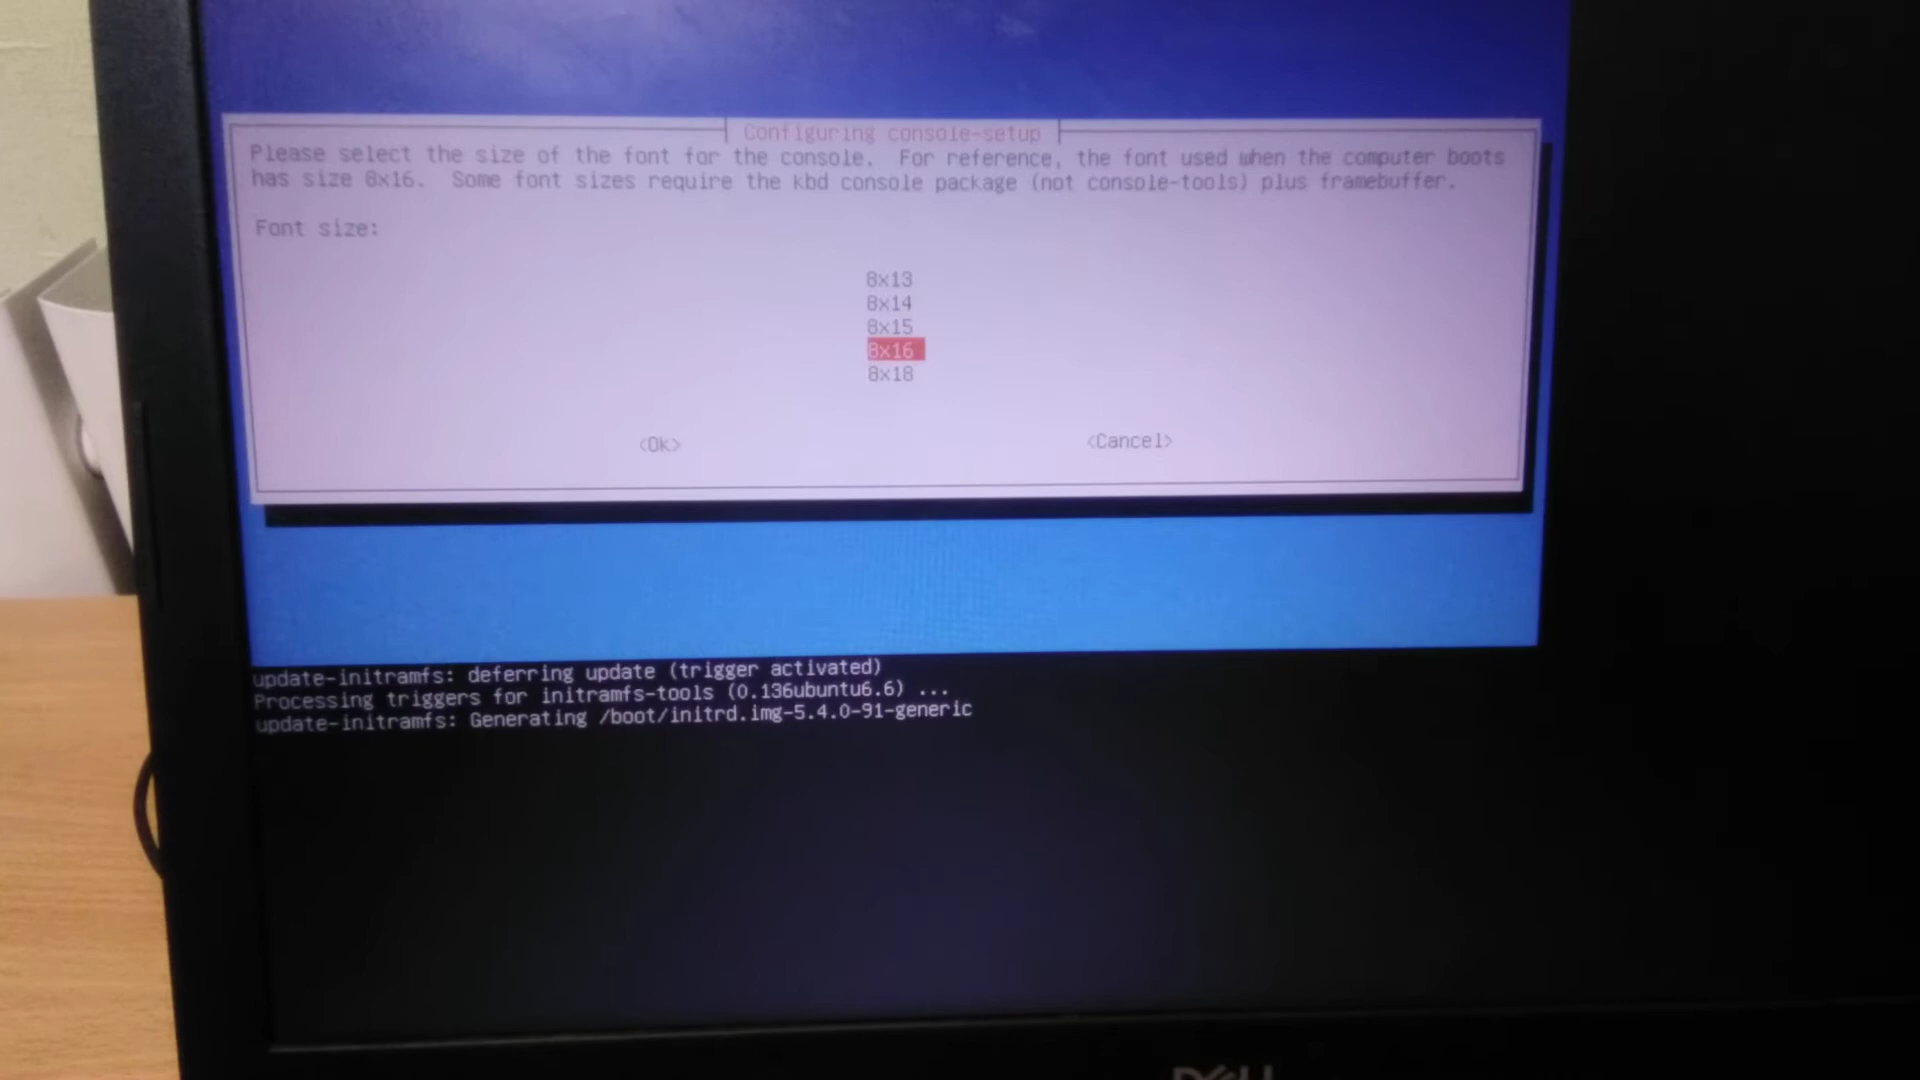 Configuring console-setup
Please select the size of the font for the console. For reference, the font used when the computer boots
has size 8x16. Some font sizes require the kbd console package (not console-tools) plus framebuffer.
Font size:
8x13
8x14
8x15
8x16
8x18
<Ok> <Cancel>
update-initramfs: deferring update (trigger activated)
Processing triggers for initramfs-tools (0.136ubuntu6.6) ...
update-initramfs: Generating /boot/initrd.img-5.4.0-91-generic
DELL